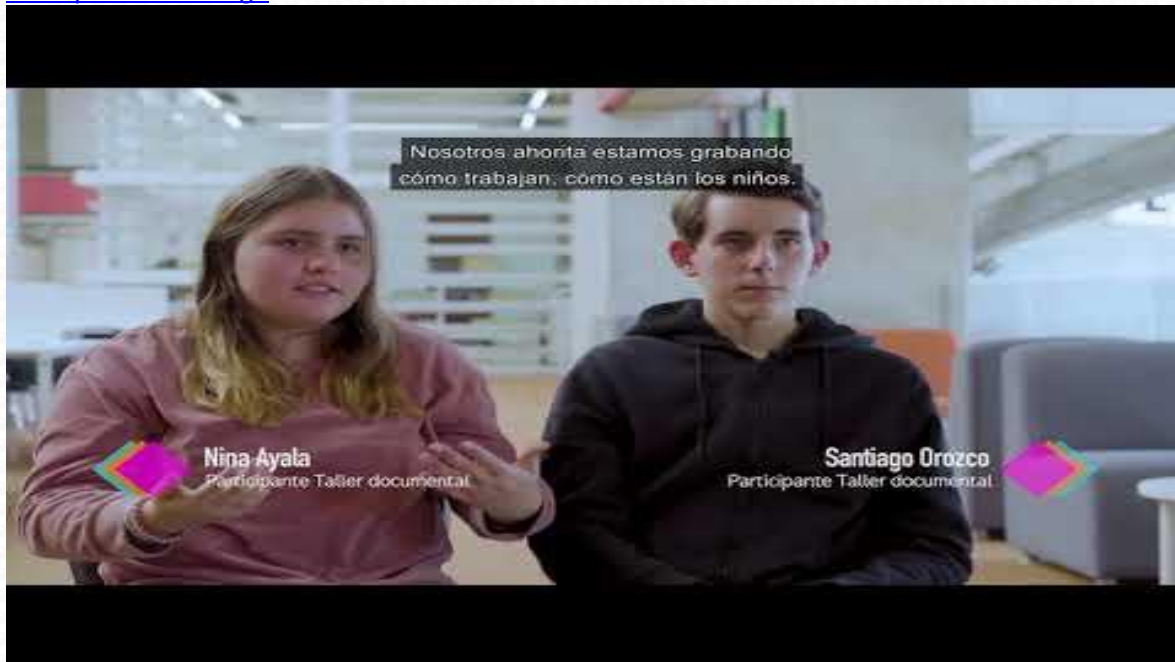 Nosotros ahorita estamos grabando
cómo trabajan, cómo están los niños.
Nina Ayala
Participante Taller documental
Santiago Orozco
Participante Taller documental